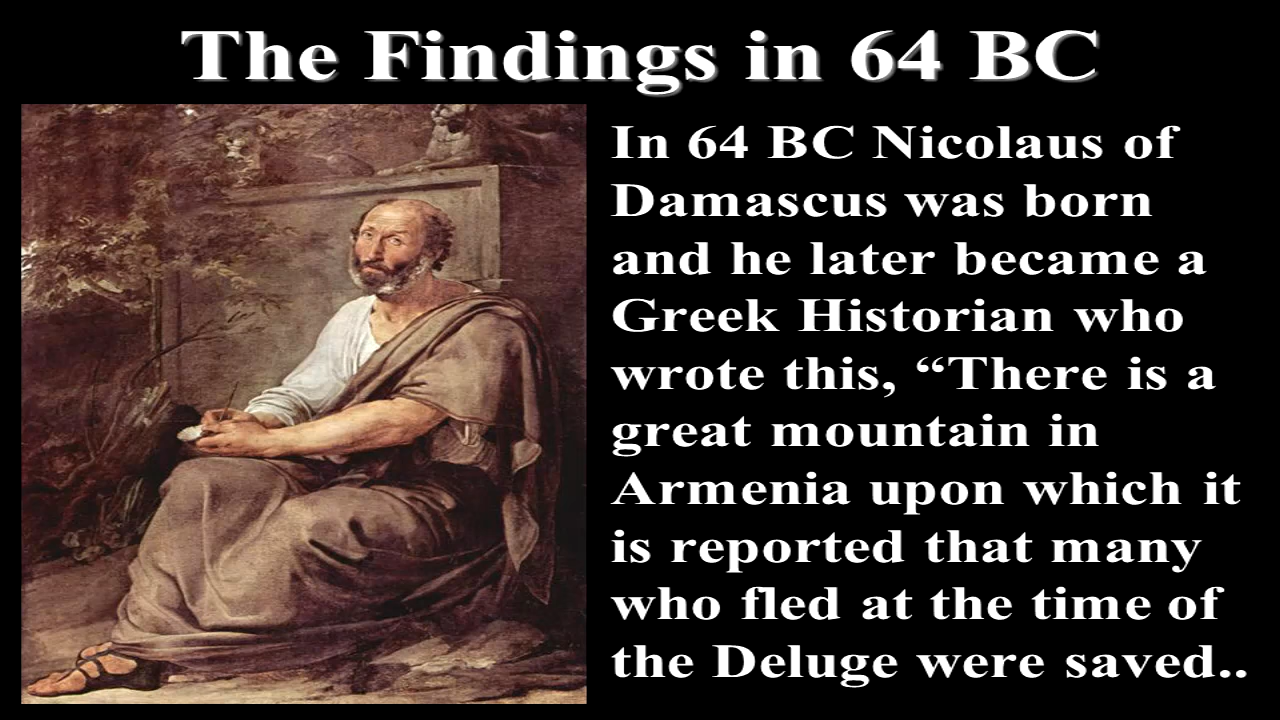 The Findings in 64 BC
In 64 BC Nicolaus of
Damascus was born
and he later became a
Greek Historian who
wrote this, “There is a
great mountain in
Armenia upon which it
is reported that many
who fled at the time of
the Deluge were saved..